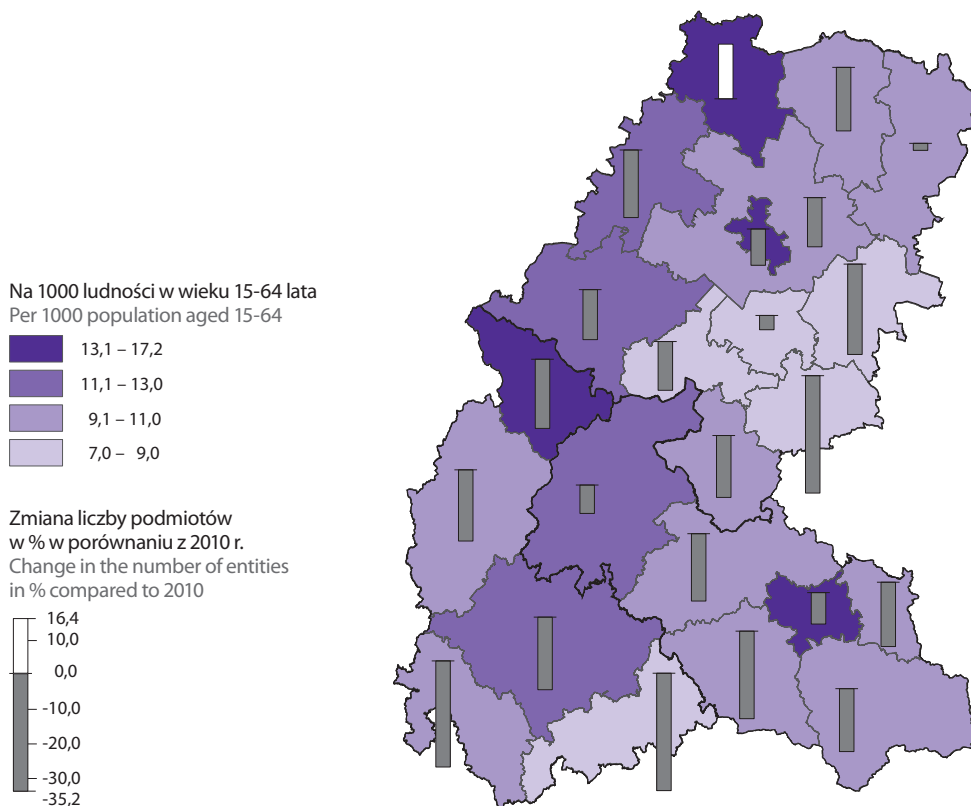 Na 1000 ludności w wieku 15-64 lata
Per 1000 population aged 15-64
13,1 – 17,2
11,1 – 13,0
9,1 – 11,0
7,0 – 9,0
Zmiana liczby podmiotów
w % w porównaniu z 2010 r.
Change in the number of entities
in % compared to 2010
16,4
10,0
0,0
-10,0
-20,0
-30,0
-35,2